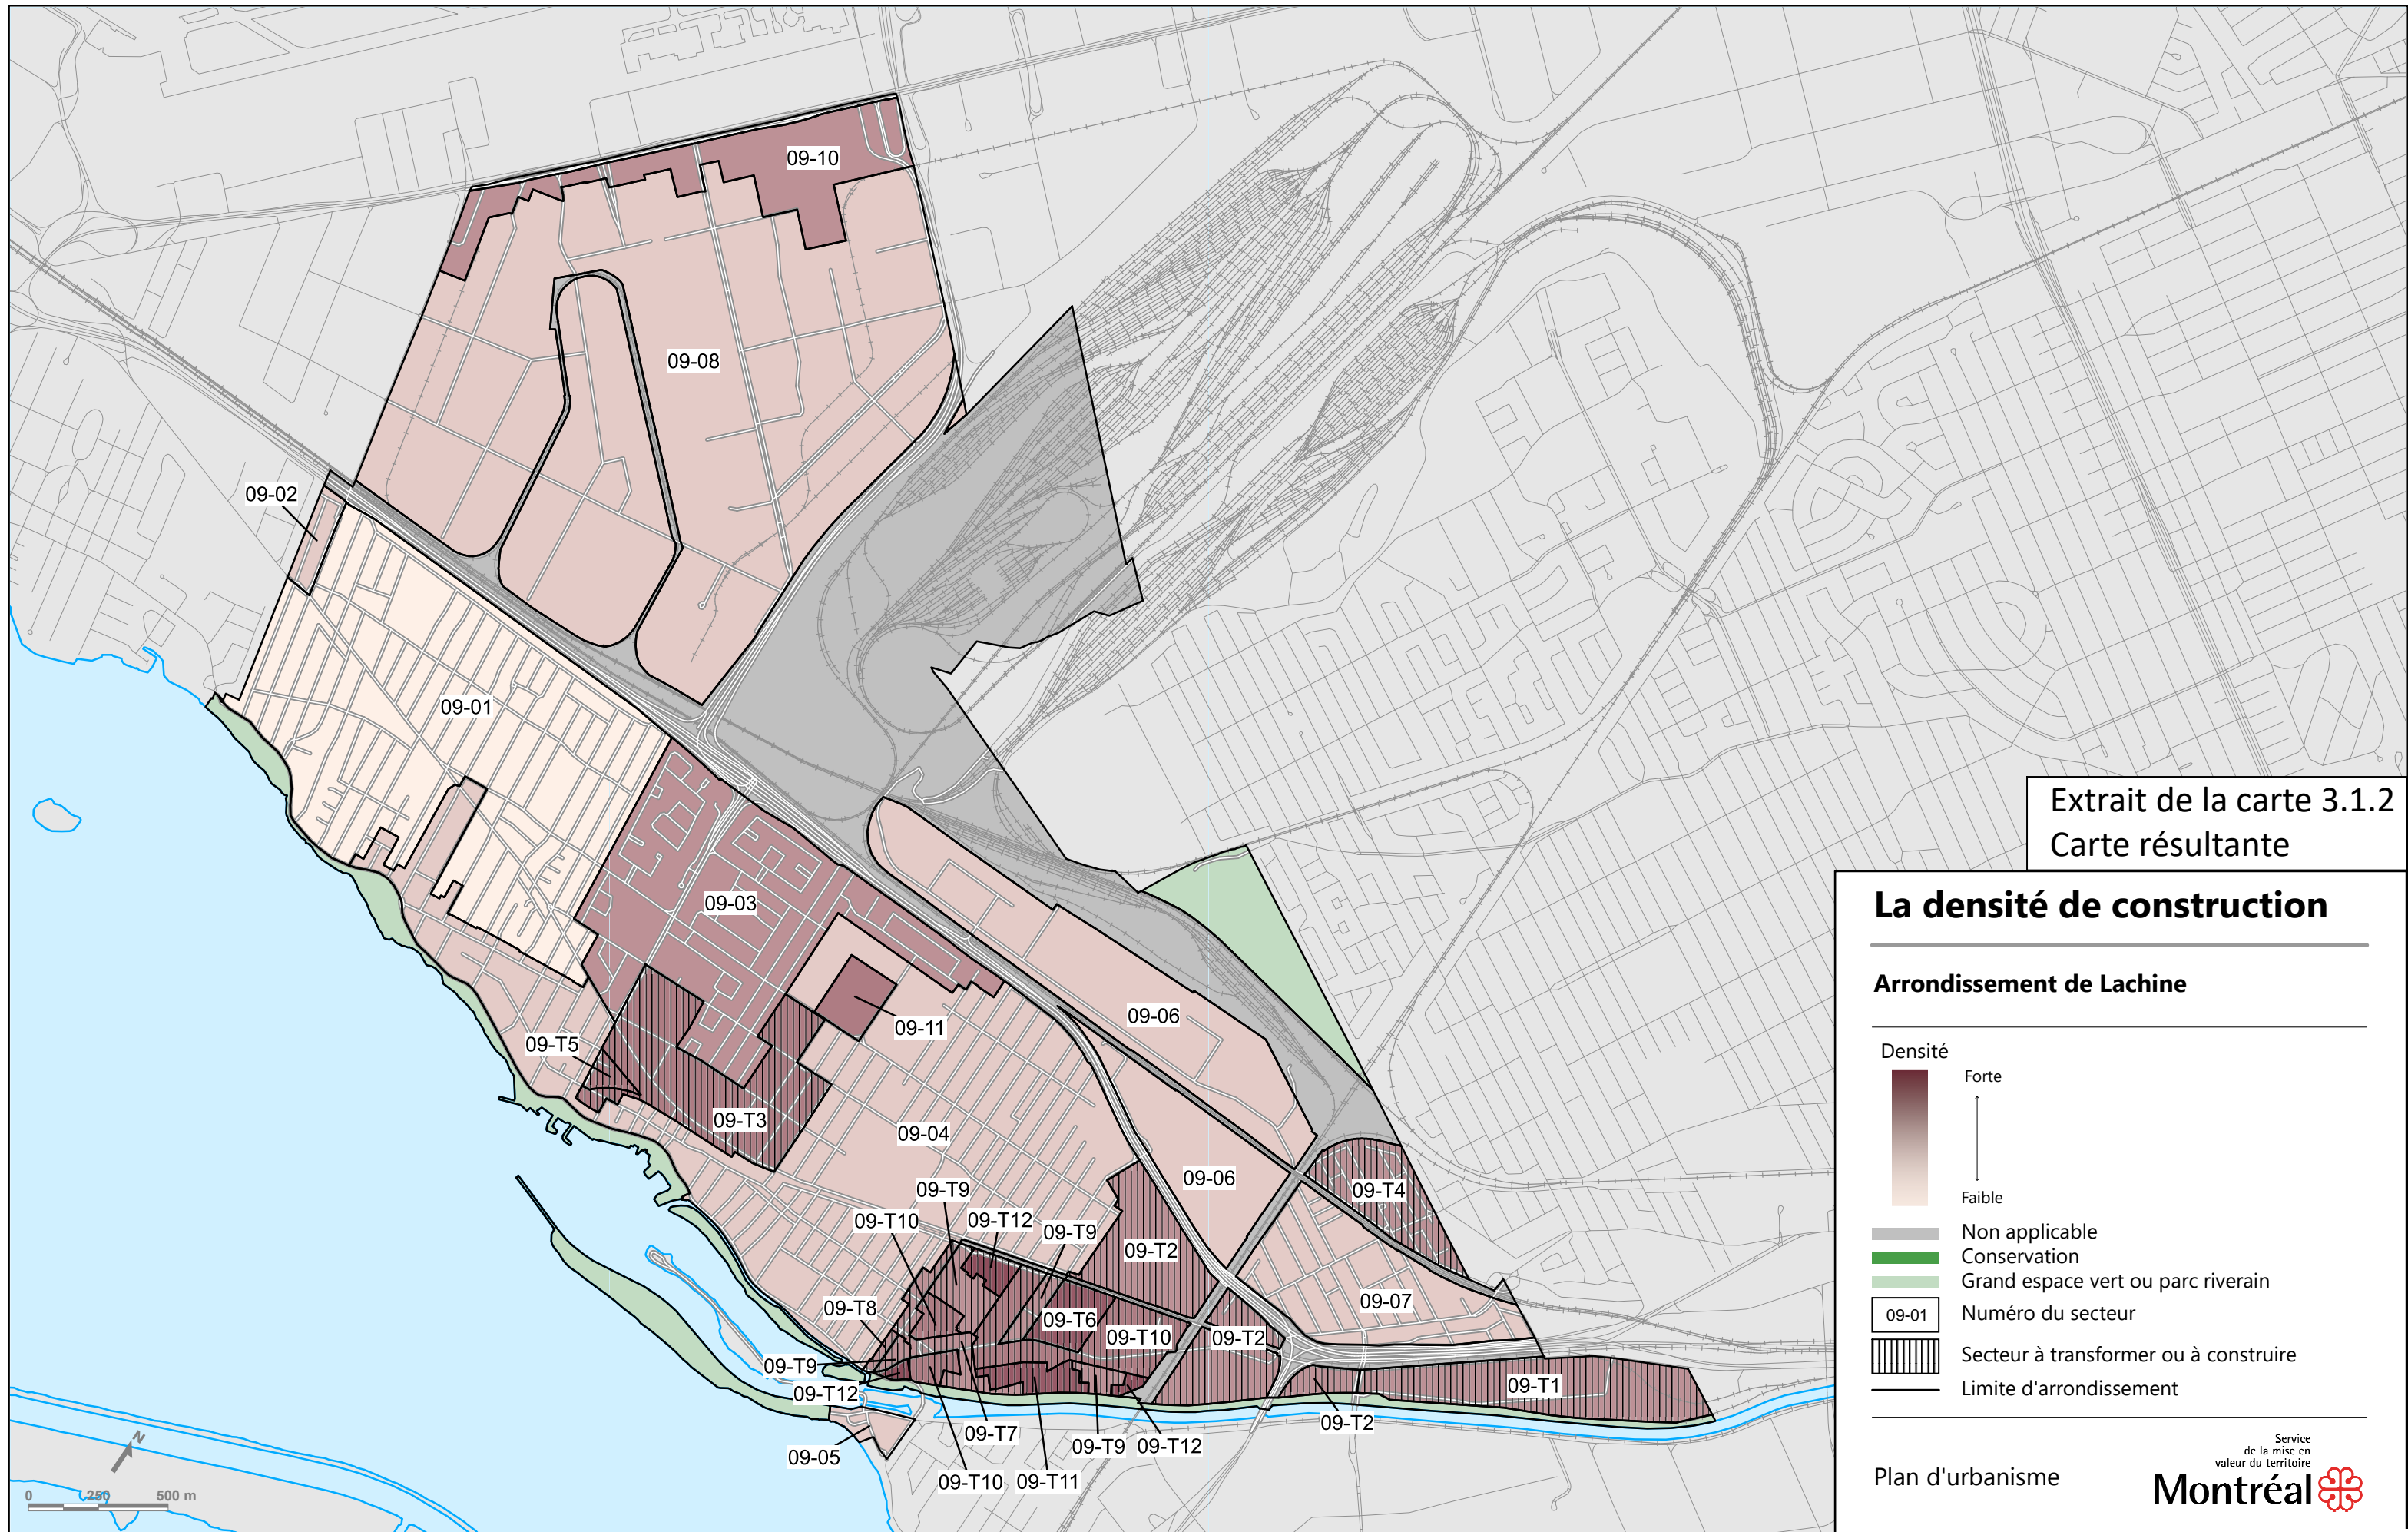 09-10
09-08
09-02
09-01
09-03
09-11
09-06
09-T5
09-T3
09-04
09-06
09-T4
09-T9
09-T10
09-T12
09-T9
09-T2
09-T8
09-T6
09-T10
09-T2
09-07
09-T9
09-T12
09-T1
09-T2
09-05
09-T7
09-T9
09-T12
09-T10
09-T11
N
0 250 500 m
Extrait de la carte 3.1.2
Carte résultante
La densité de construction
Arrondissement de Lachine
Densité
Forte
Faible
Non applicable
Conservation
Grand espace vert ou parc riverain
09-01
Numéro du secteur
Secteur à transformer ou à construire
Limite d'arrondissement
Plan d'urbanisme
Service
de la mise en
valeur du territoire
Montréal